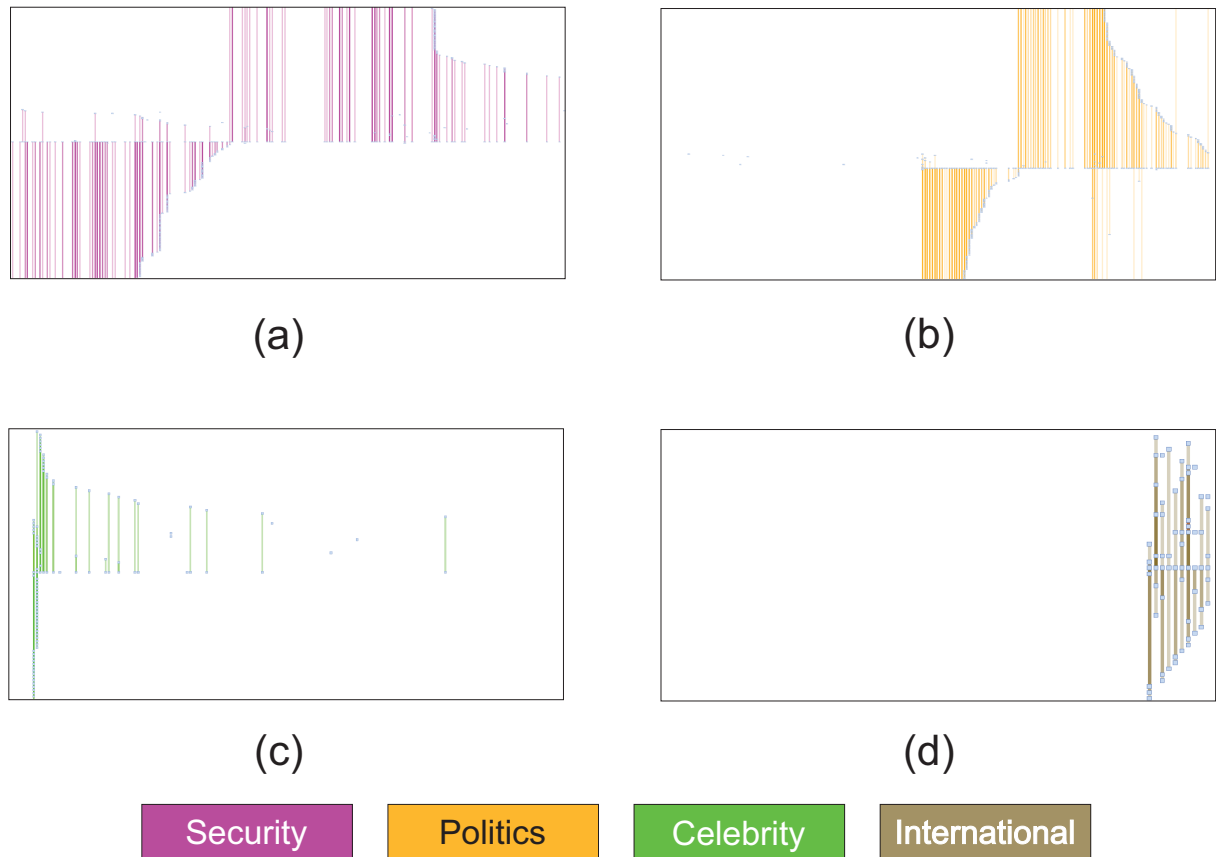 (a)
(b)
(c)
(d)
Security
Politics
Celebrity
International